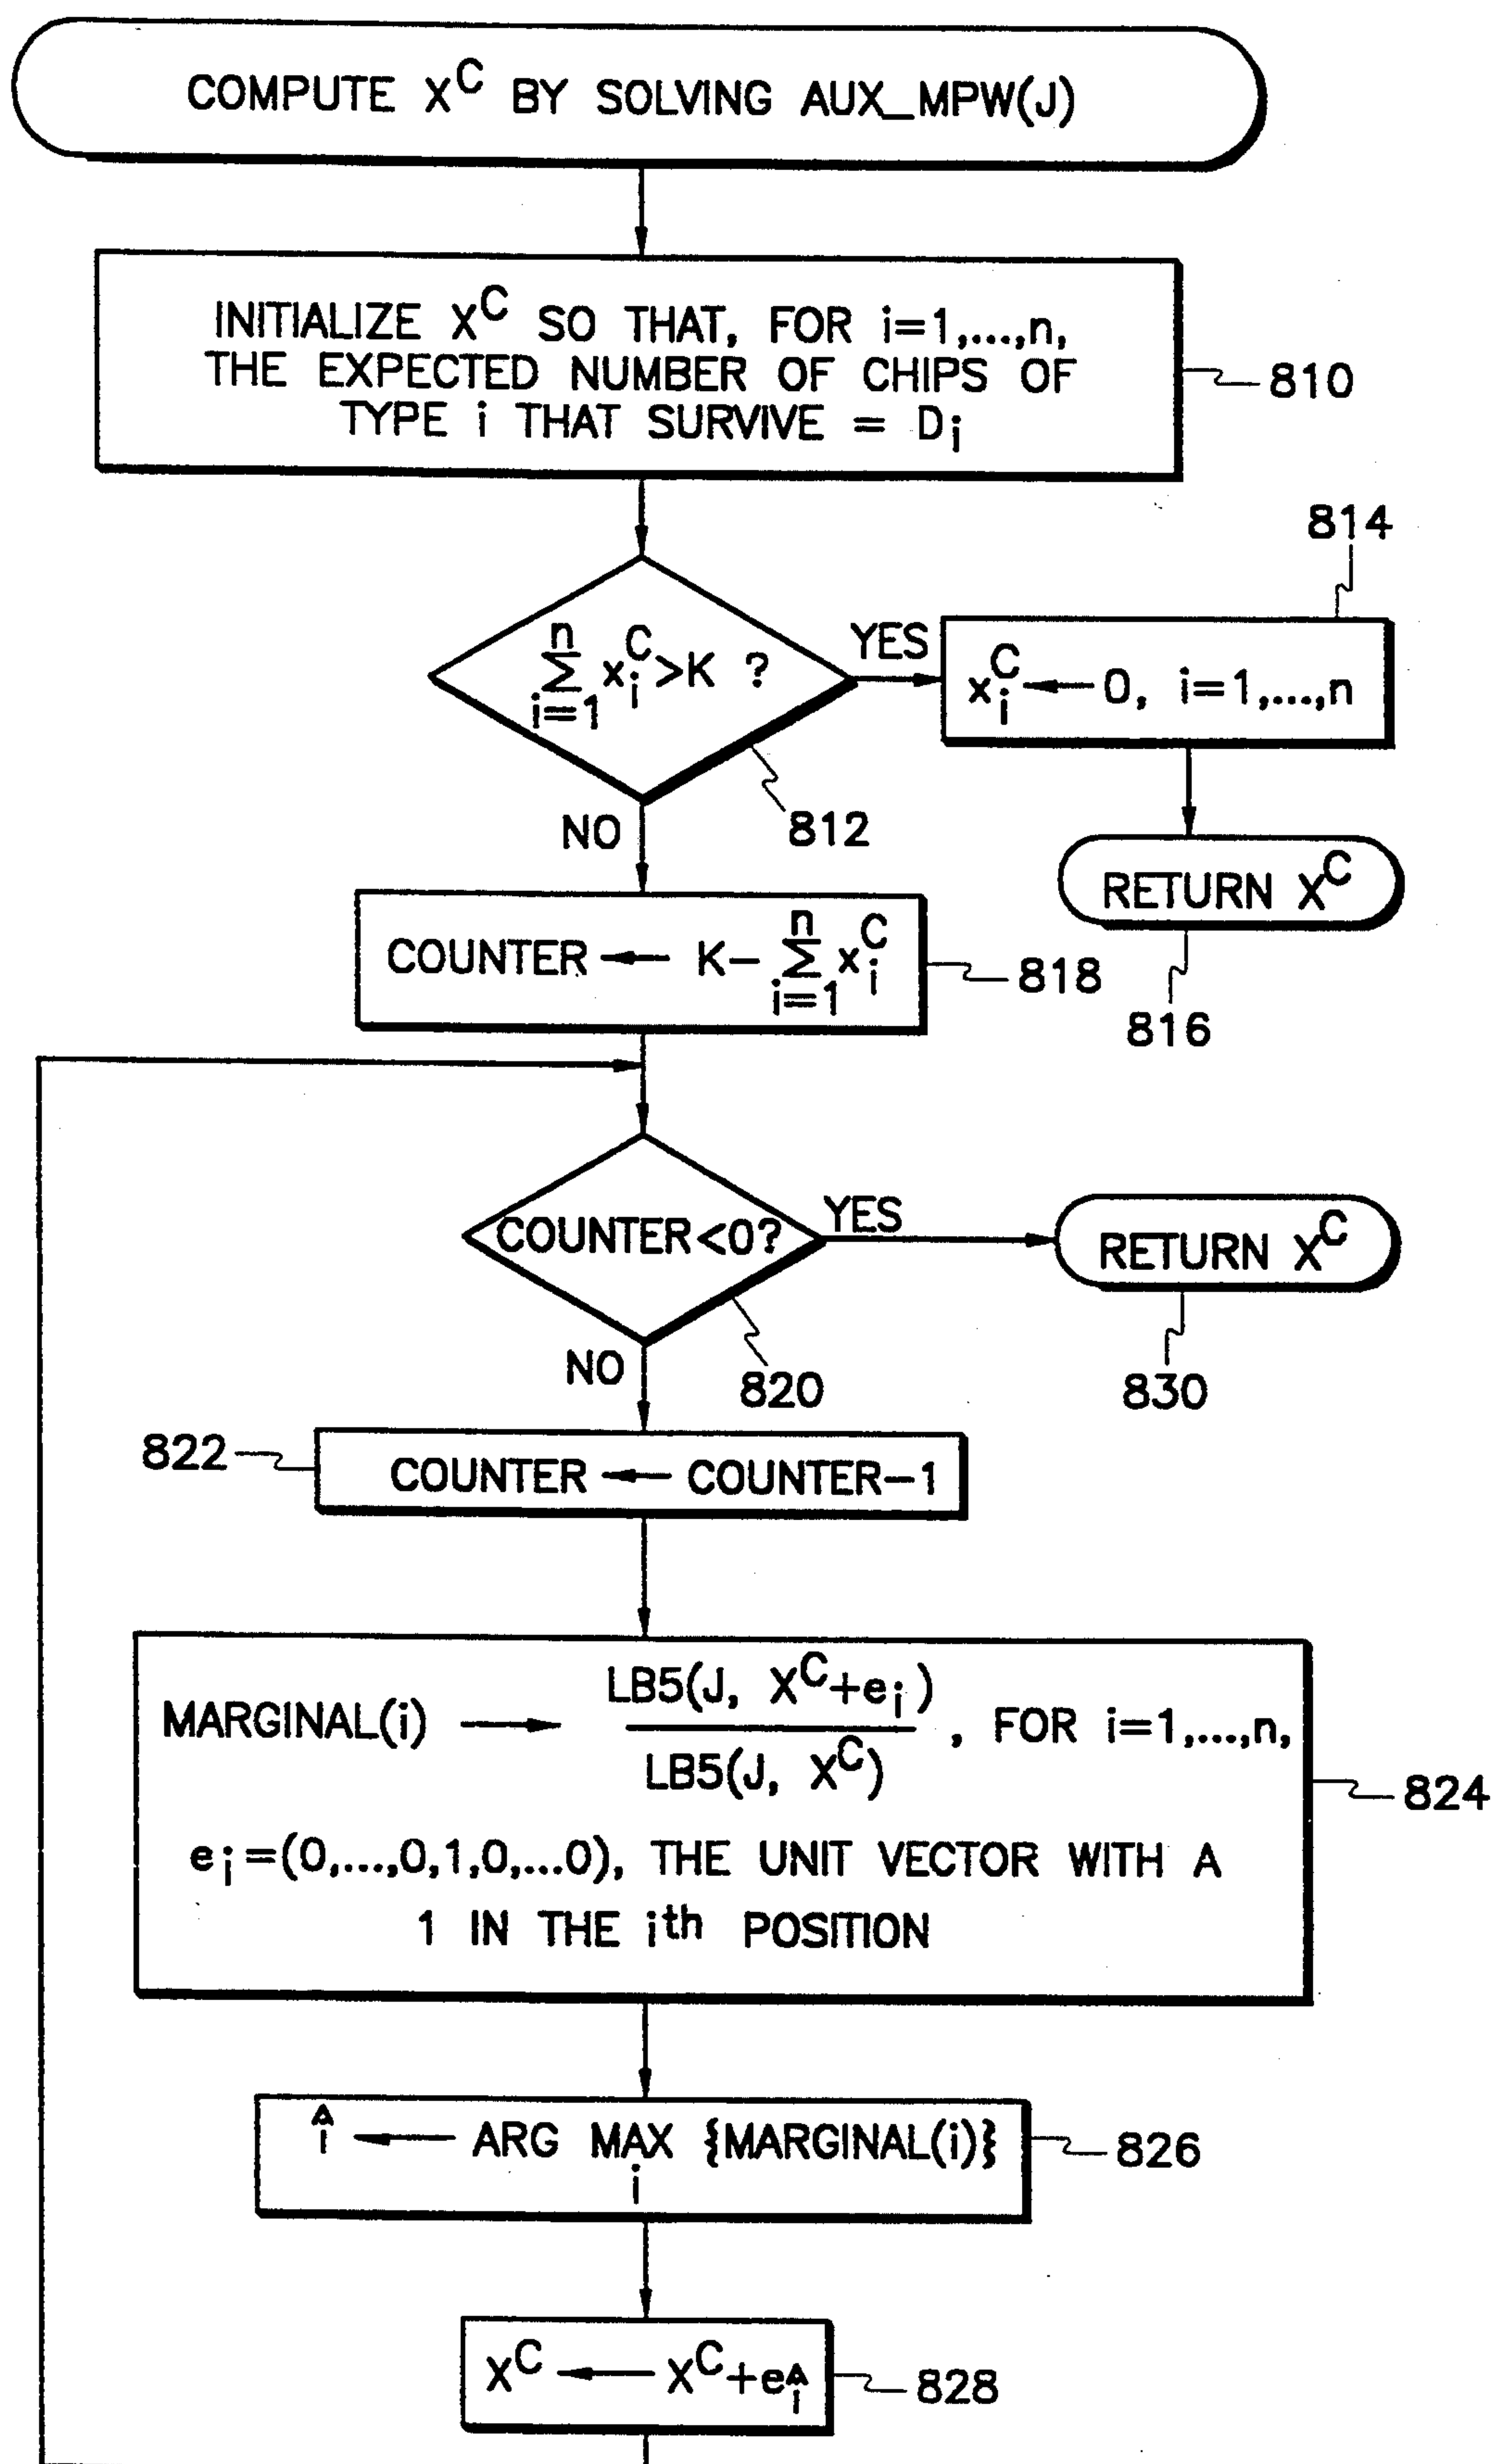 COMPUTE X^C BY SOLVING AUX_MPW(J)
INITIALIZE X^C SO THAT, FOR i=1,...,n,
THE EXPECTED NUMBER OF CHIPS OF
TYPE i THAT SURVIVE = D_i
810
n
Σ x_i^C >K ?
i=1
YES
812
814
x_i^C ← 0, i=1,...,n
RETURN X^C
816
NO
n
COUNTER ← K− Σ x_i^C
i=1
818
COUNTER<0?
YES
RETURN X^C
830
820
NO
822
COUNTER ← COUNTER−1
LB5(J, X^C+e_i)
MARGINAL(i) → , FOR i=1,...,n,
LB5(J, X^C)
824
e_i=(0,...,0,1,0,...0), THE UNIT VECTOR WITH A
1 IN THE i^th POSITION
î ← ARG MAX {MARGINAL(i)}
i
826
X^C ← X^C+e_î
828